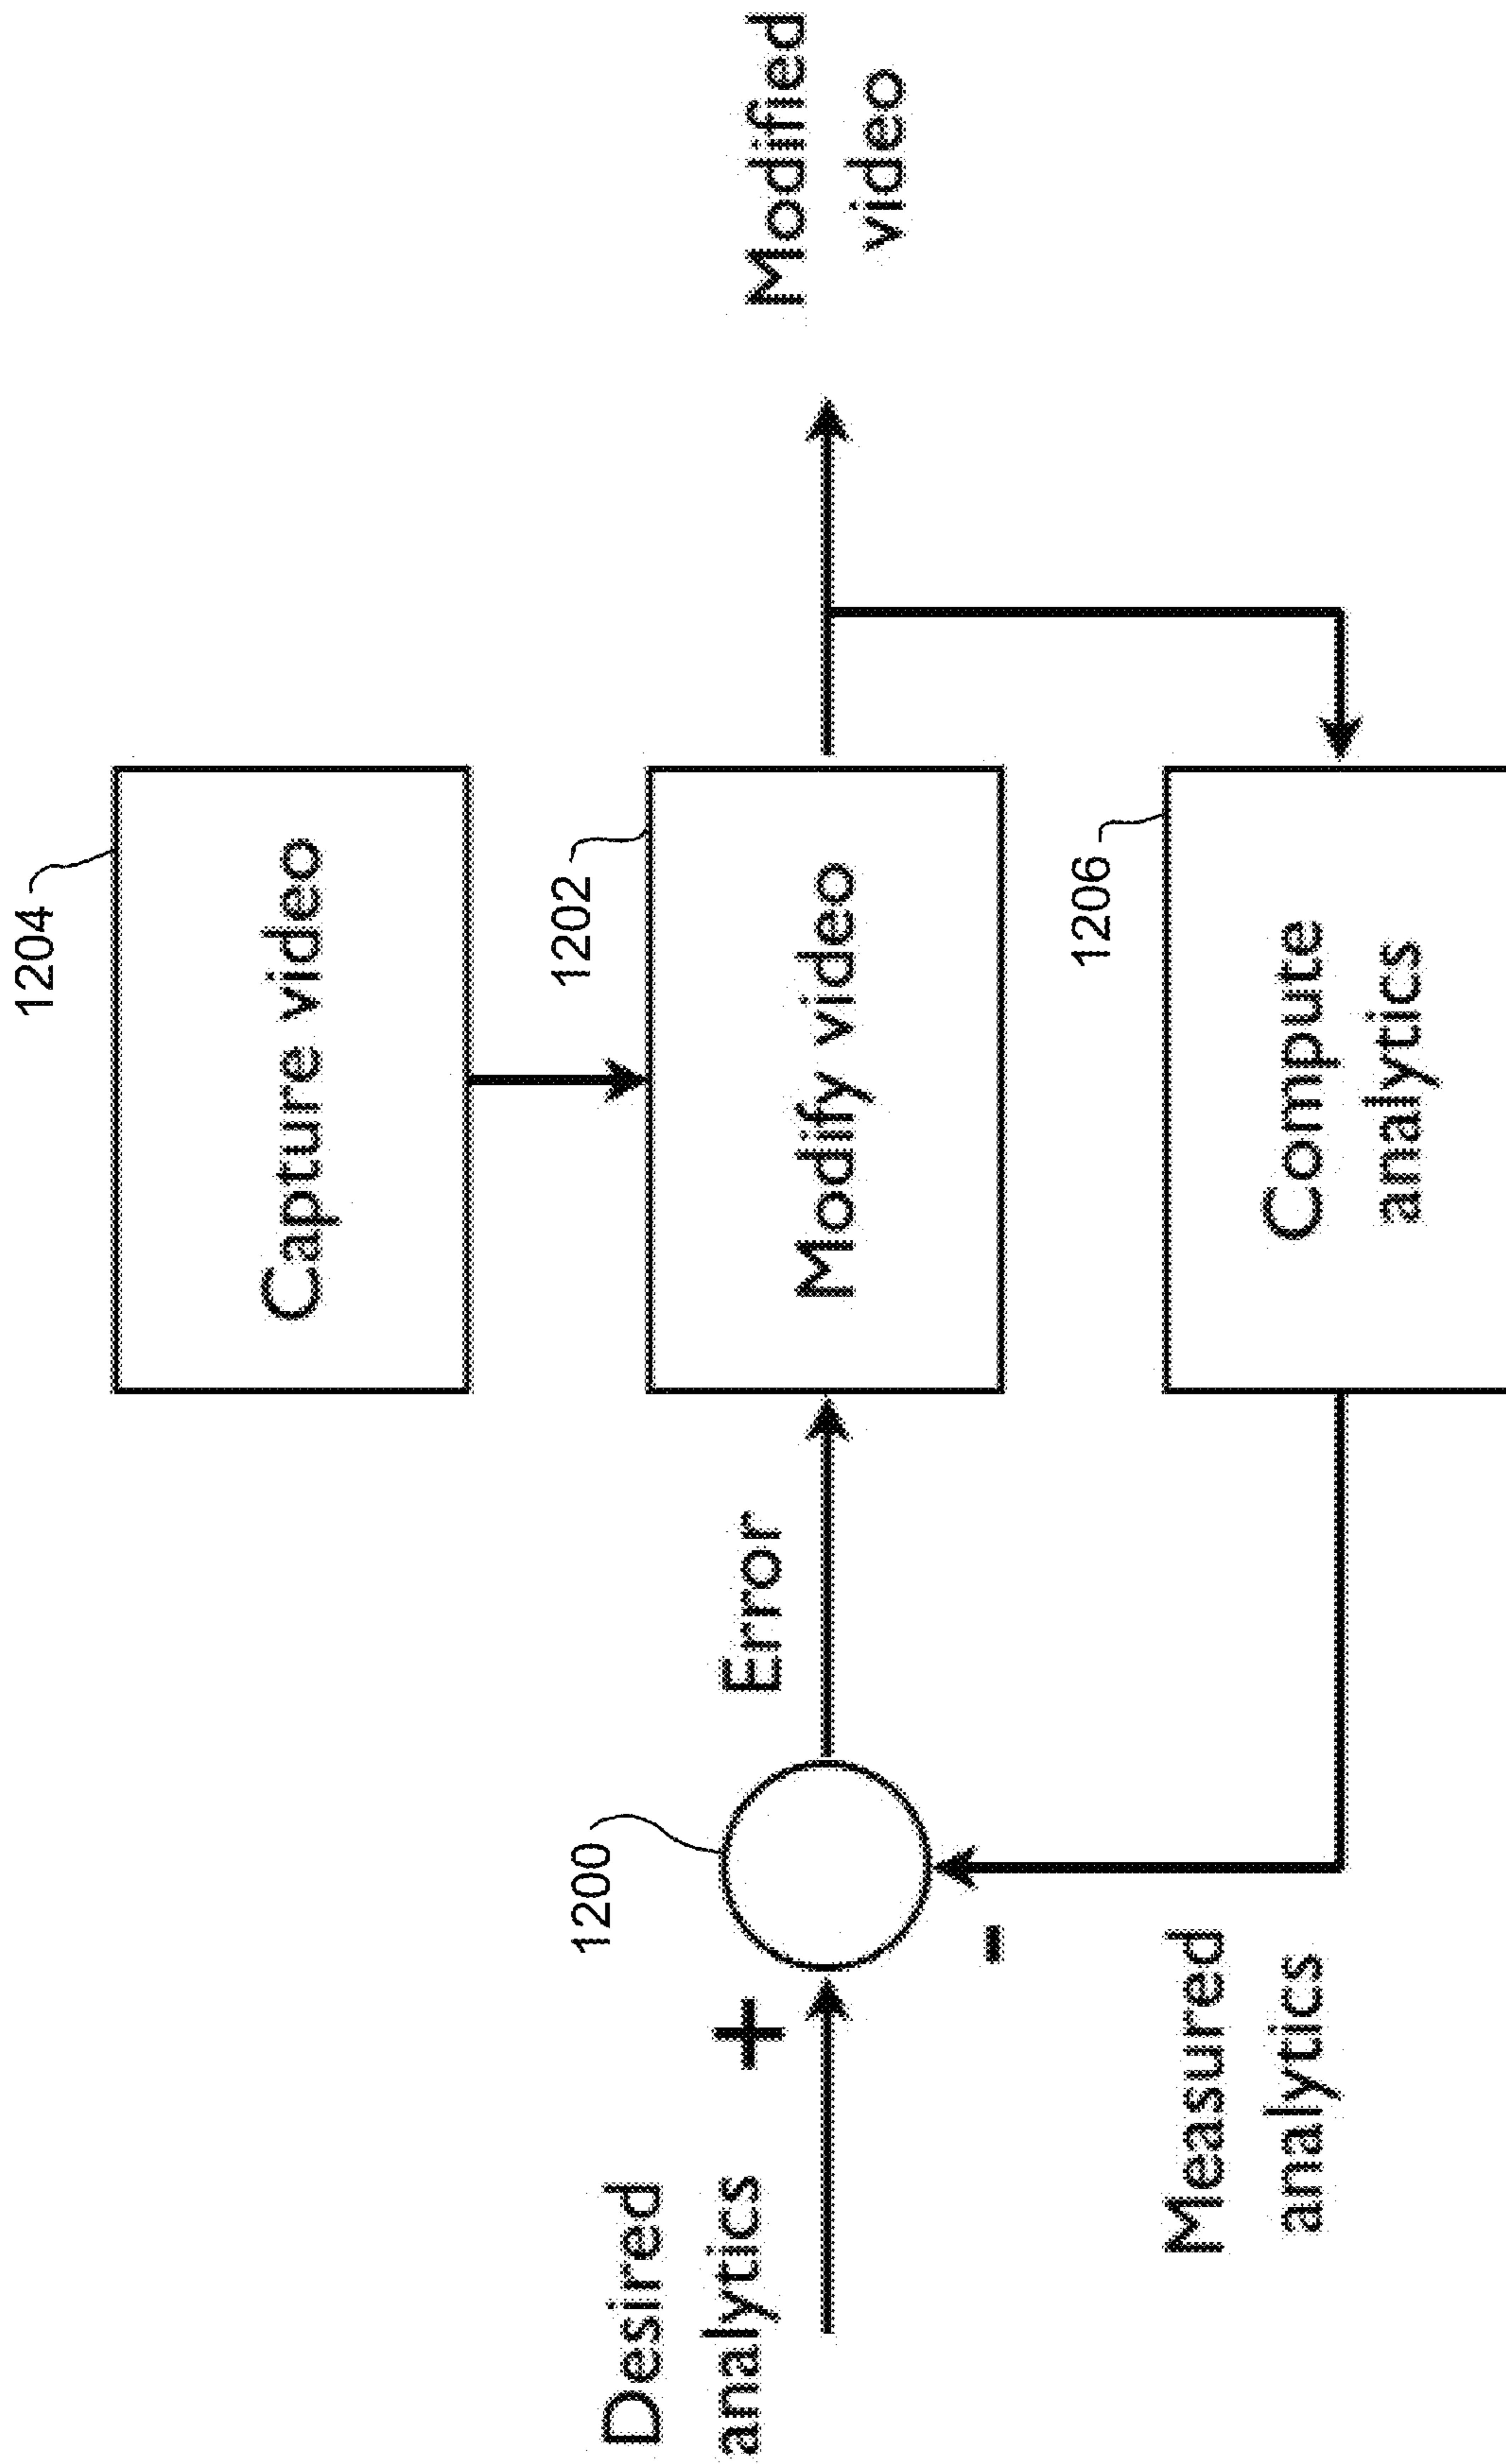 1204
Capture video
1202
Modify video
Modified
video
Desired
analytics
+
1200
Error
-
Measured
analytics
1206
Compute
analytics